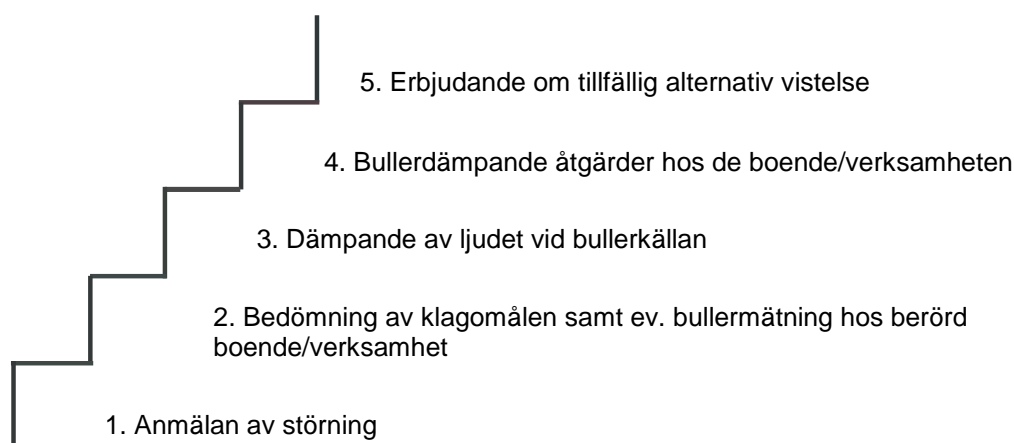 5. Erbjudande om tillfällig alternativ vistelse
4. Bullerdämpande åtgärder hos de boende/verksamheten
3. Dämpande av ljudet vid bullerkällan
2. Bedömning av klagomålen samt ev. bullermätning hos berörd
boende/verksamhet
1. Anmälan av störning